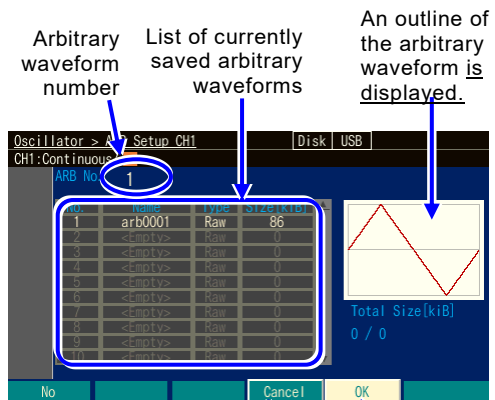 Arbitrary
waveform
number
List of currently
saved arbitrary
waveforms
An outline of
the arbitrary
waveform is
displayed.
Oscillator > ARB Setup CH1
Disk USB
CH1:Continuous
ARB No
1
No. Name Type Size[kiB]
1 arb0001 Raw 86
2 <Empty> Raw 0
3 <Empty> Raw 0
4 <Empty> Raw 0
5 <Empty> Raw 0
6 <Empty> Raw 0
7 <Empty> Raw 0
8 <Empty> Raw 0
9 <Empty> Raw 0
10 <Empty> Raw 0
Total Size[kiB]
0 / 0
No Cancel OK